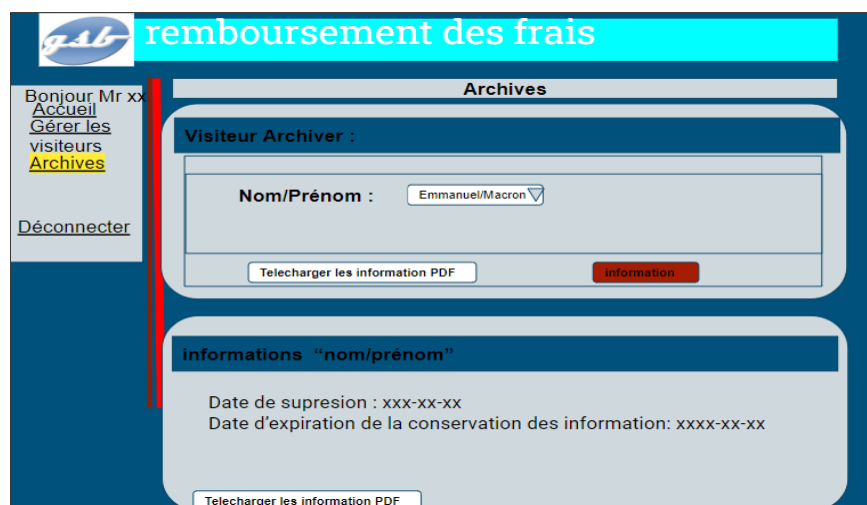 gsb
remboursement des frais
Bonjour Mr xx
Accueil
Gérer les
visiteurs
Archives
Déconnecter
Archives
Visiteur Archiver :
Nom/Prénom :
Emmanuel/Macron
Telecharger les information PDF
information
informations “nom/prénom”
Date de supresion : xxx-xx-xx
Date d'expiration de la conservation des information: xxxx-xx-xx
Telecharger les information PDF